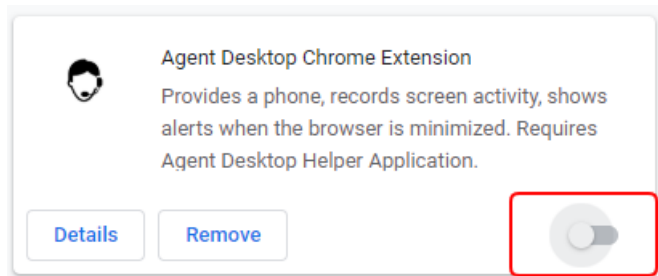 Agent Desktop Chrome Extension
Provides a phone, records screen activity, shows
alerts when the browser is minimized. Requires
Agent Desktop Helper Application.
Details Remove